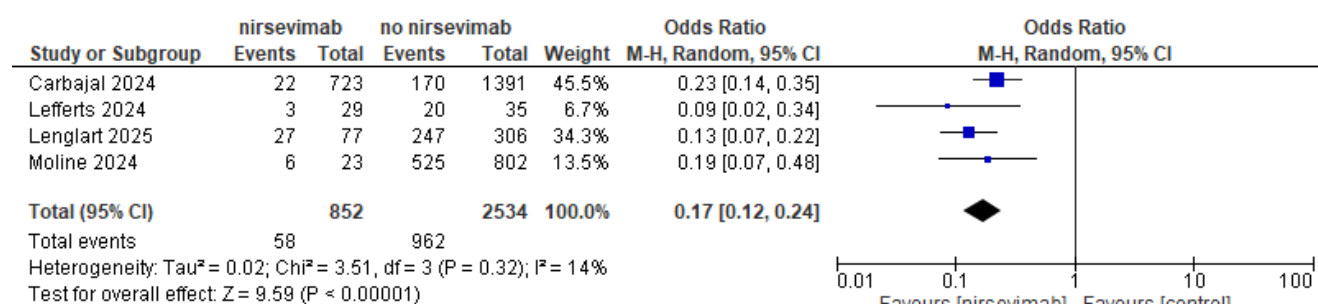 nirsevimab no nirsevimab Odds Ratio Odds Ratio
Study or Subgroup Events Total Events Total Weight M-H, Random, 95% CI M-H, Random, 95% CI
Carbajal 2024 22 723 170 1391 45.5% 0.23 [0.14, 0.35]
Lefferts 2024 3 29 20 35 6.7% 0.09 [0.02, 0.34]
Lenglart 2025 27 77 247 306 34.3% 0.13 [0.07, 0.22]
Moline 2024 6 23 525 802 13.5% 0.19 [0.07, 0.48]
Total (95% CI) 852 2534 100.0% 0.17 [0.12, 0.24]
Total events 58 962
Heterogeneity: Tau² = 0.02; Chi² = 3.51, df = 3 (P = 0.32); I² = 14%
Test for overall effect: Z = 9.59 (P < 0.00001)
0.01 0.1 1 10 100
Favours [nirsevimab] Favours [control]